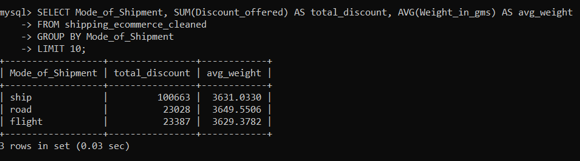 mysql> SELECT Mode_of_Shipment, SUM(Discount_offered) AS total_discount, AVG(Weight_in_gms) AS avg_weight
    -> FROM shipping_ecommerce_cleaned
    -> GROUP BY Mode_of_Shipment
    -> LIMIT 10;
+------------------+----------------+------------+
| Mode_of_Shipment | total_discount | avg_weight |
+------------------+----------------+------------+
| ship             |         100663 |  3631.0330 |
| road             |          23028 |  3649.5506 |
| flight           |          23387 |  3629.3782 |
+------------------+----------------+------------+
3 rows in set (0.03 sec)